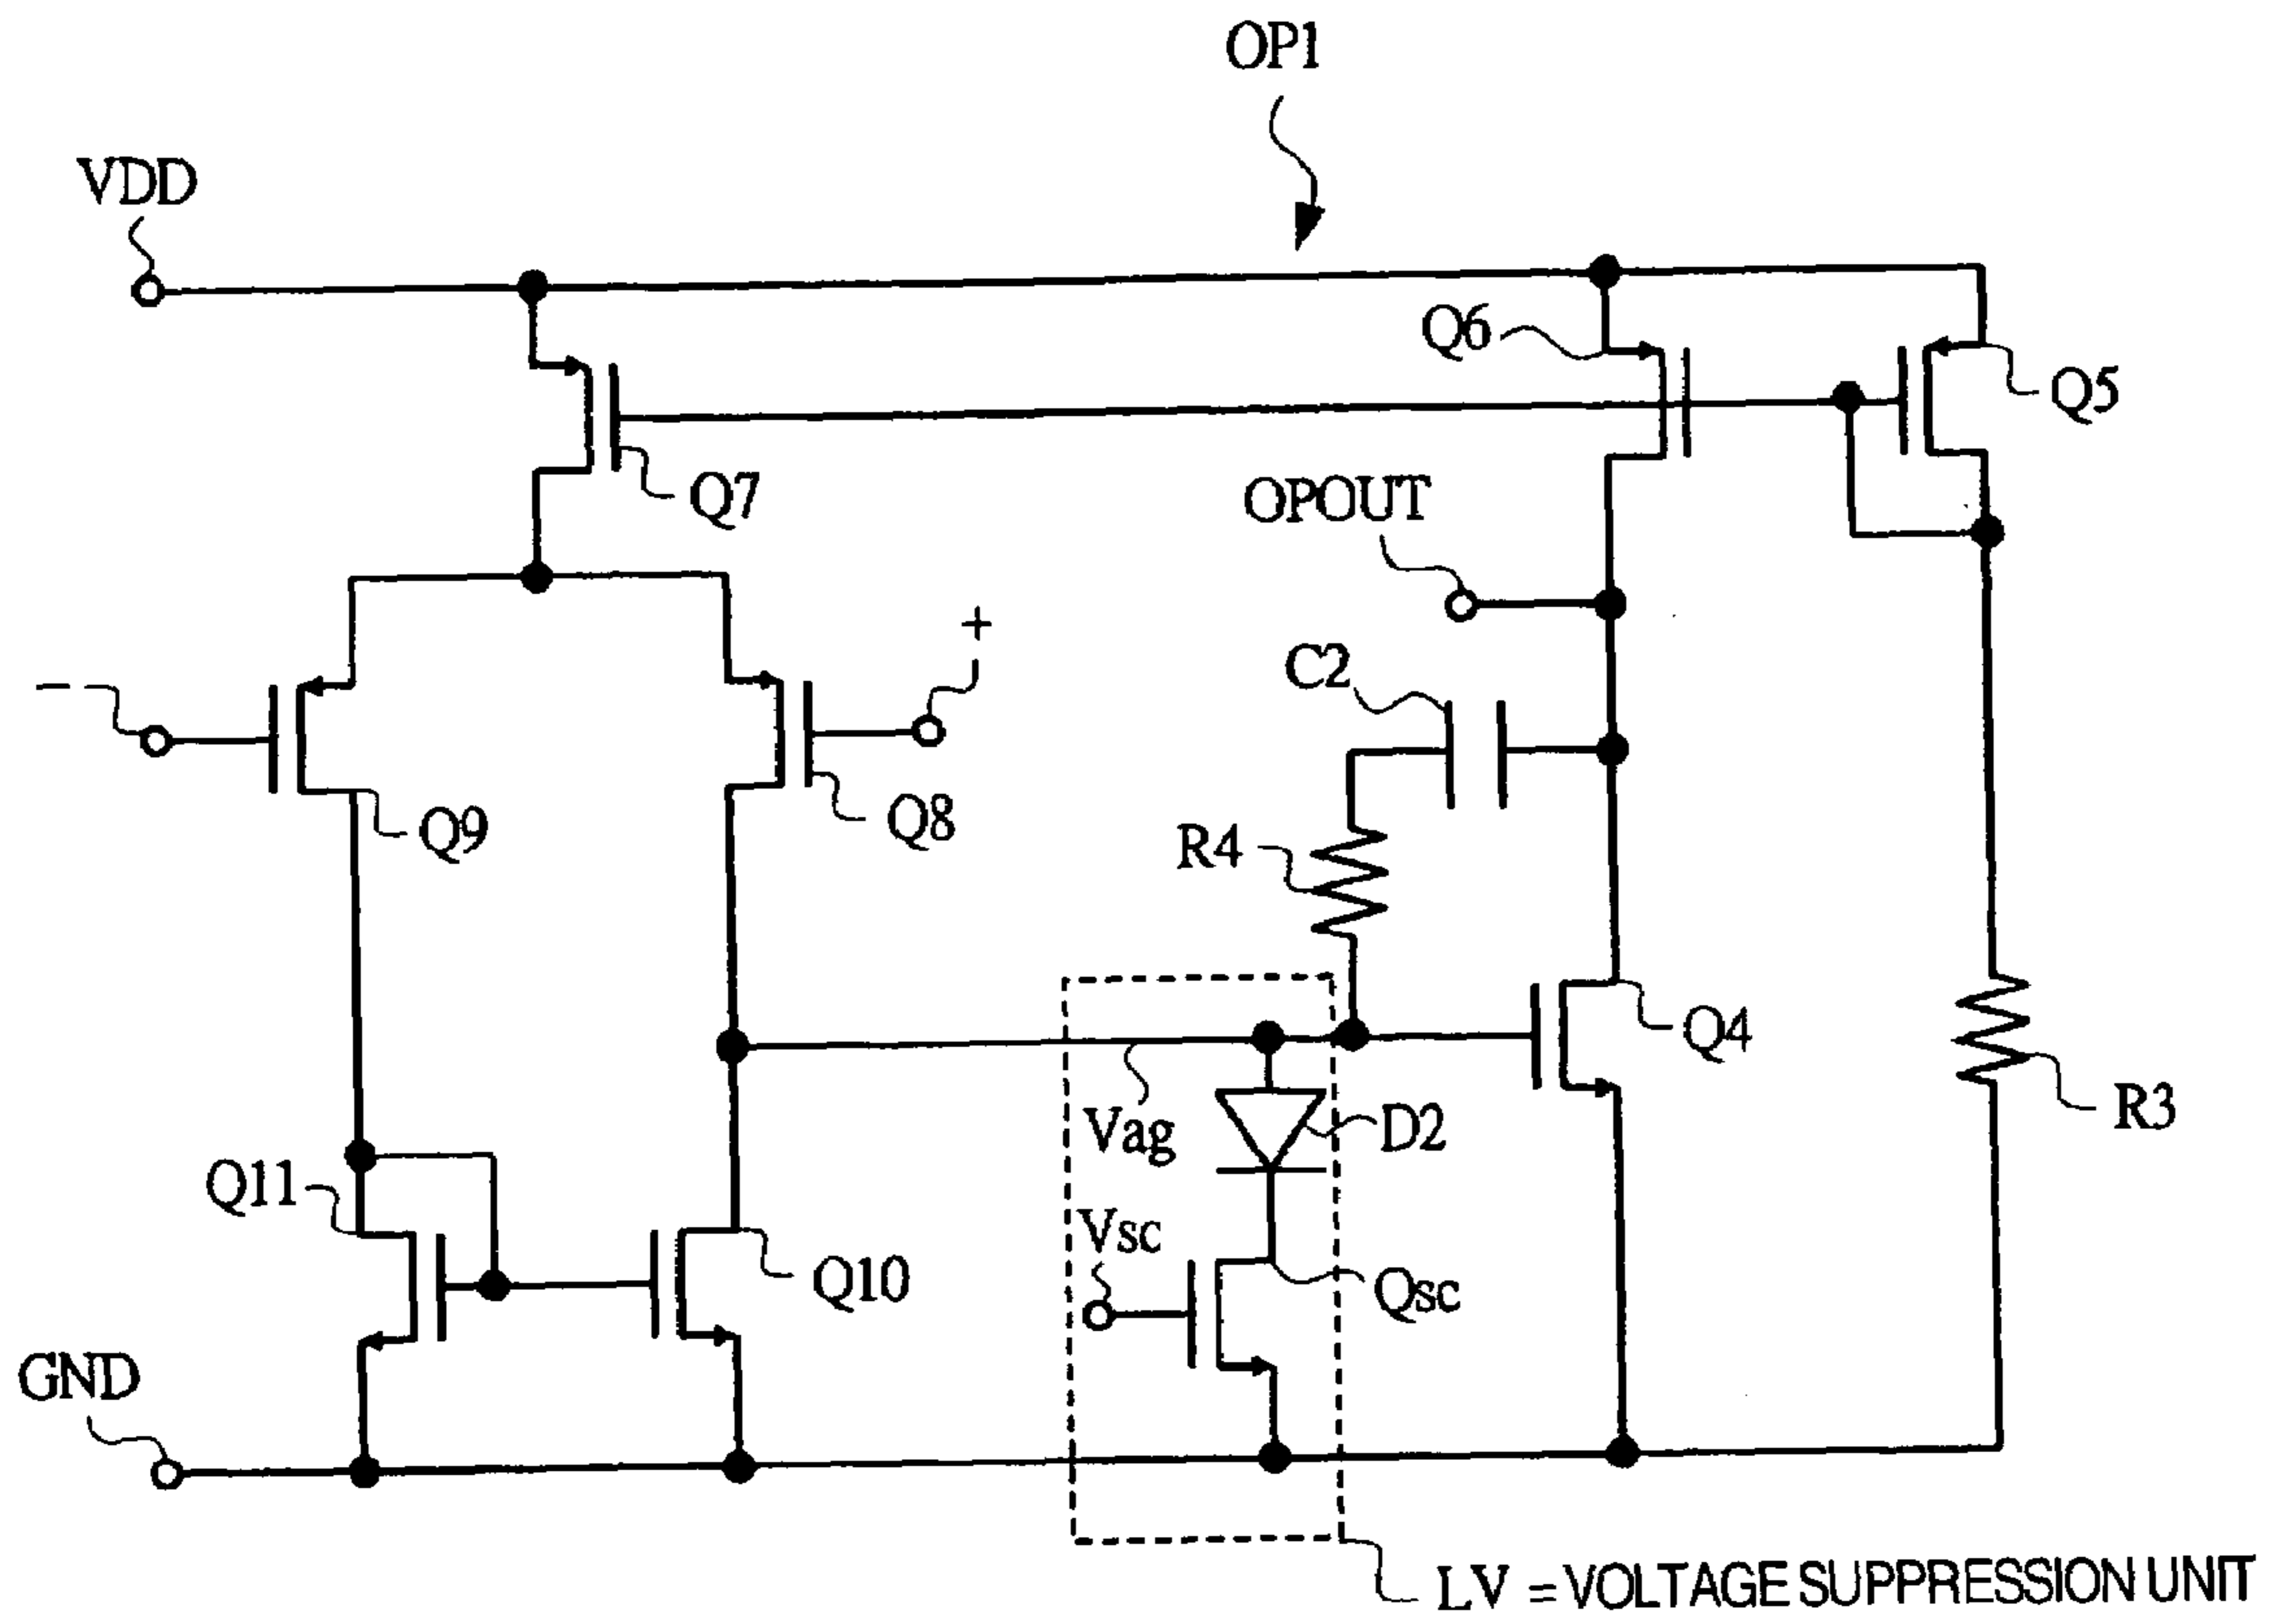 OP1
VDD
Q6
Q5
Q7
OPOUT
+
C2
−
Q9
Q8
R4
Q4
R3
Vag
D2
Q11
Vsc
Q10
Qsc
GND
LV = VOLTAGE SUPPRESSION UNIT